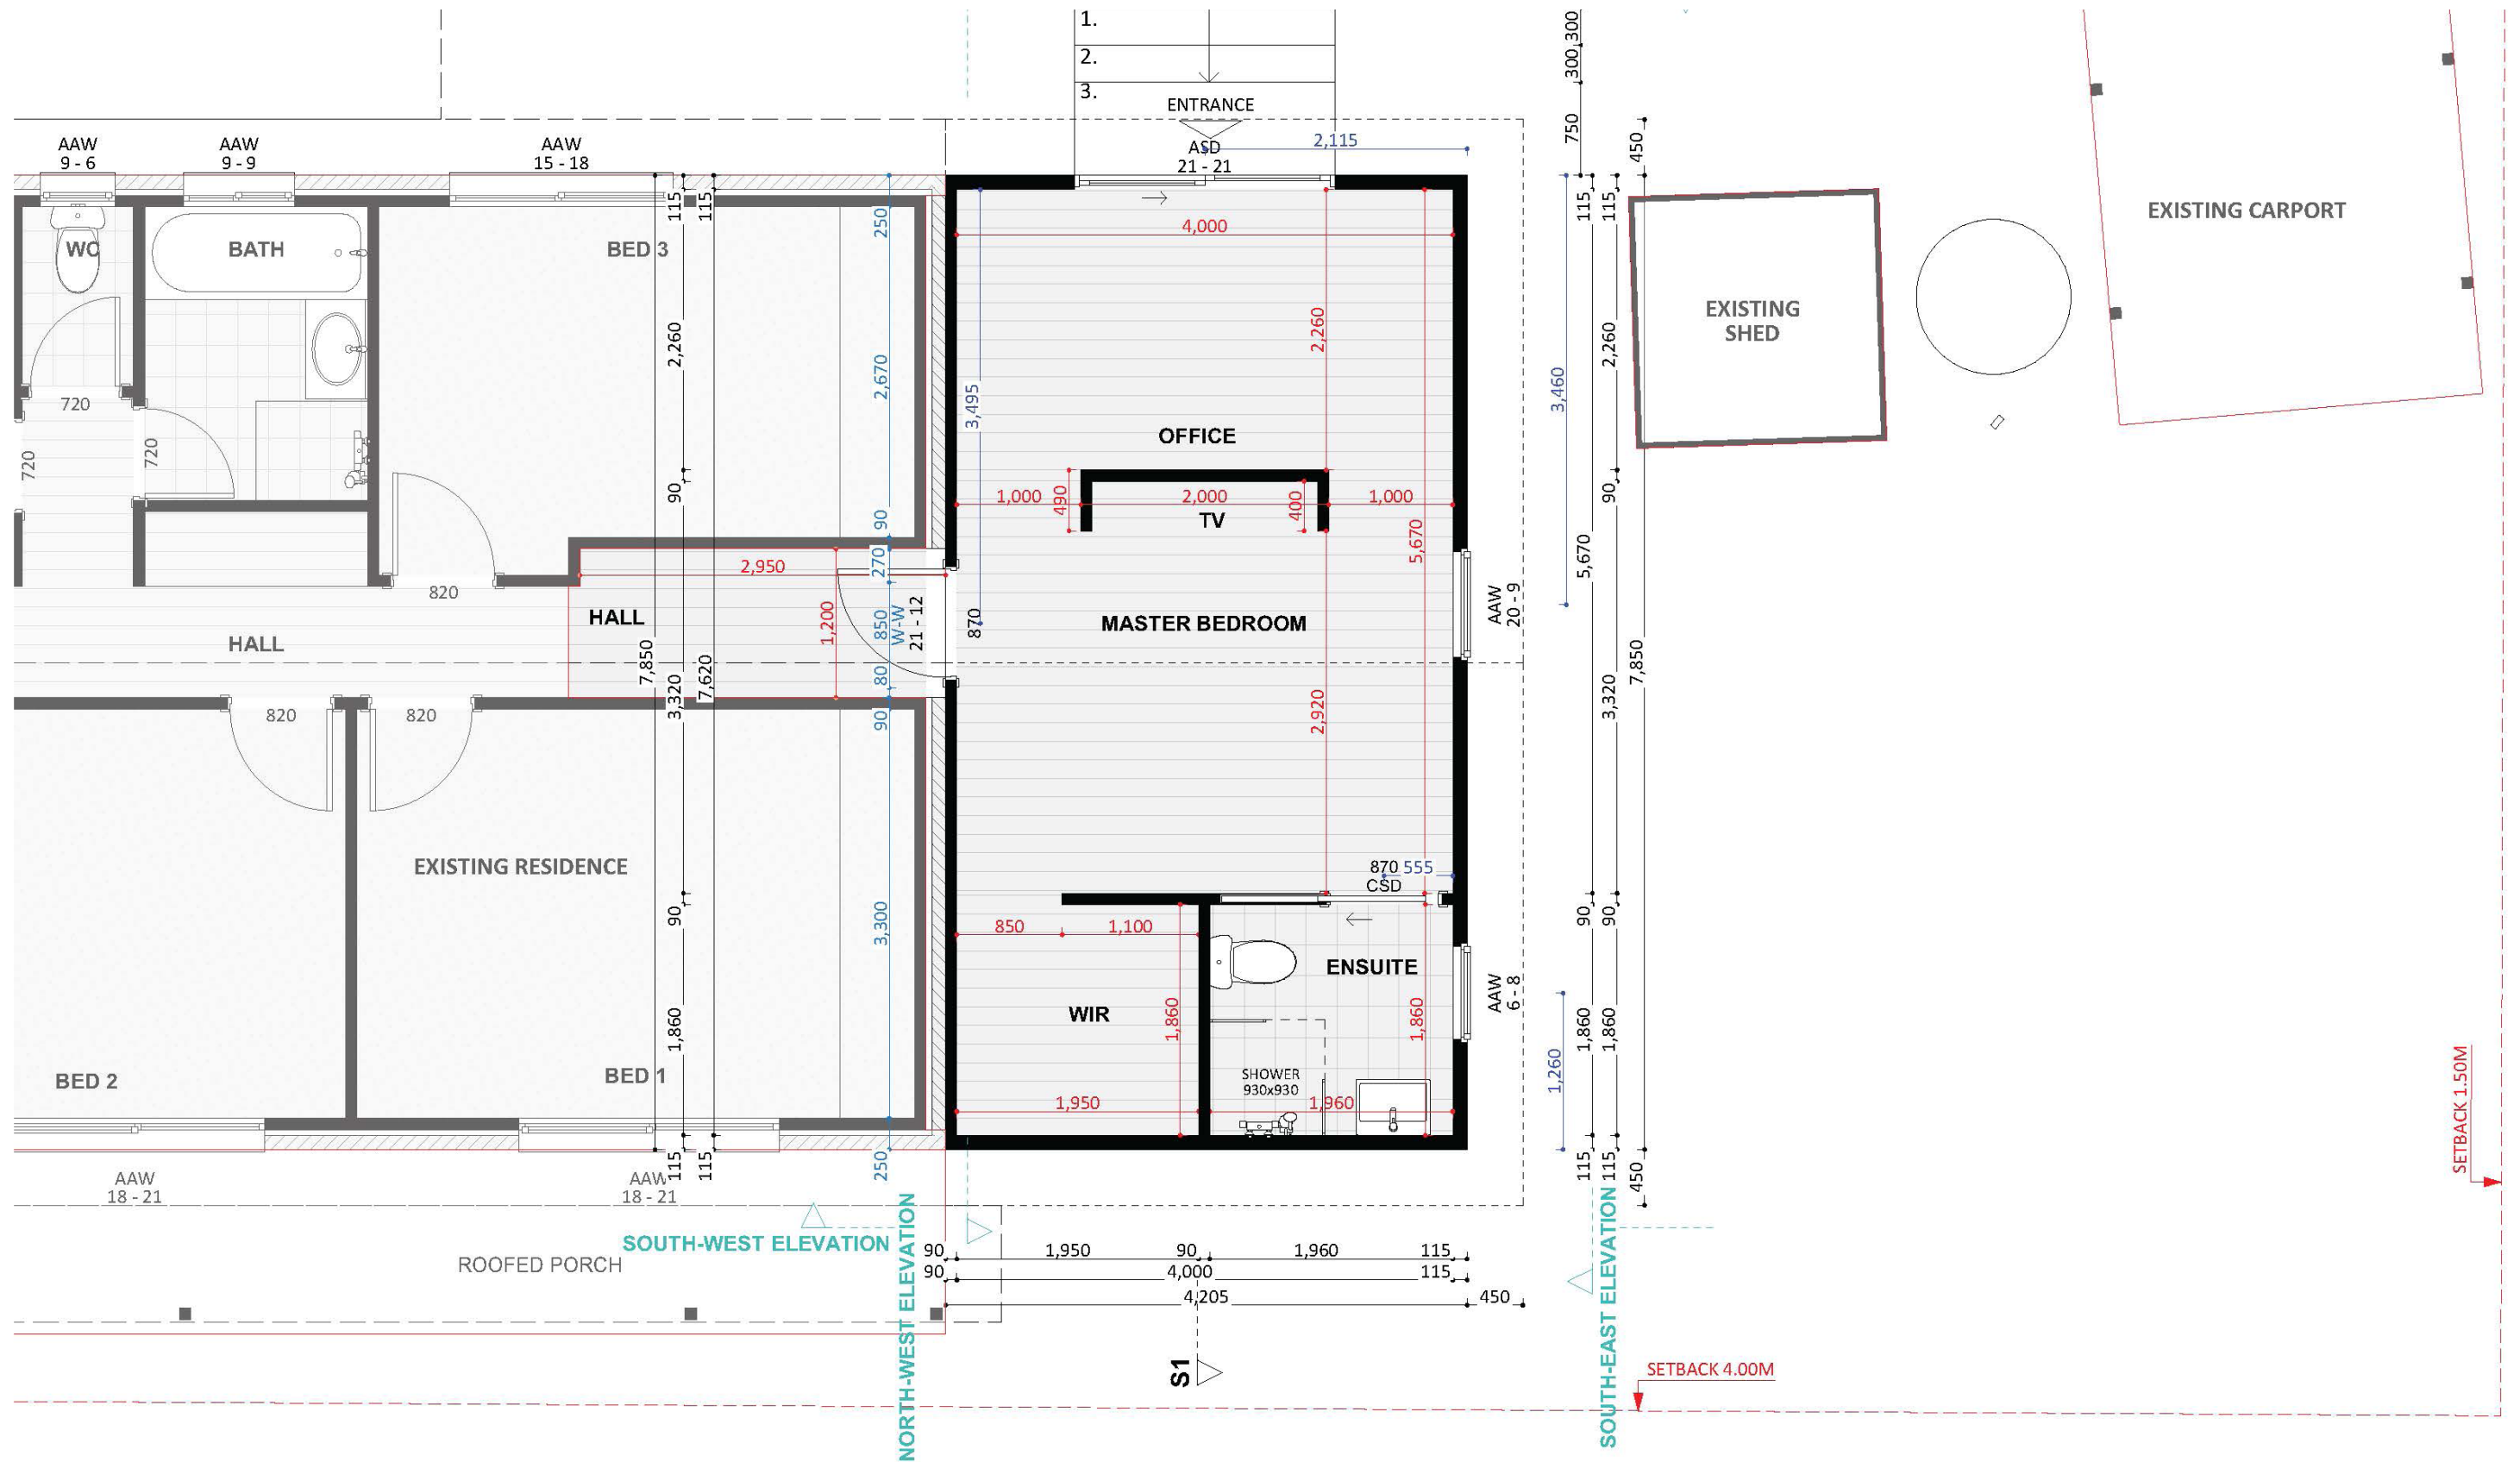 1.
2.
3.
ENTRANCE
ASD
21 - 21
2,115
300
300
750
450
AAW
9 - 6
AAW
9 - 9
AAW
15 - 18
115
115
250
115
115
WC
BATH
BED 3
4,000
EXISTING CARPORT
EXISTING
SHED
2,260
2,670
3,495
2,260
2,260
3,460
720
720
720
OFFICE
90
90
1,000
490
2,000
400
1,000
TV
5,670
90
5,670
2,950
270
820
HALL
HALL
1,200
850
W-W
21 - 12
870
MASTER BEDROOM
AAW
20 - 9
7,850
3,320
7,620
80
90
2,920
3,320
7,850
820
820
EXISTING RESIDENCE
870
555
CSD
90
3,300
850
1,100
90
90
ENSUITE
WIR
1,860
1,860
1,860
AAW
6 - 8
1,860
1,860
1,260
BED 2
BED 1
SHOWER
930x930
1,950
1,960
SETBACK 1.50M
AAW
18 - 21
AAW
18 - 21
115
115
250
115
115
450
SOUTH-WEST ELEVATION
NORTH-WEST ELEVATION
SOUTH-EAST ELEVATION
ROOFED PORCH
90
1,950
90
1,960
115
90
4,000
115
4,205
450
S1
SETBACK 4.00M